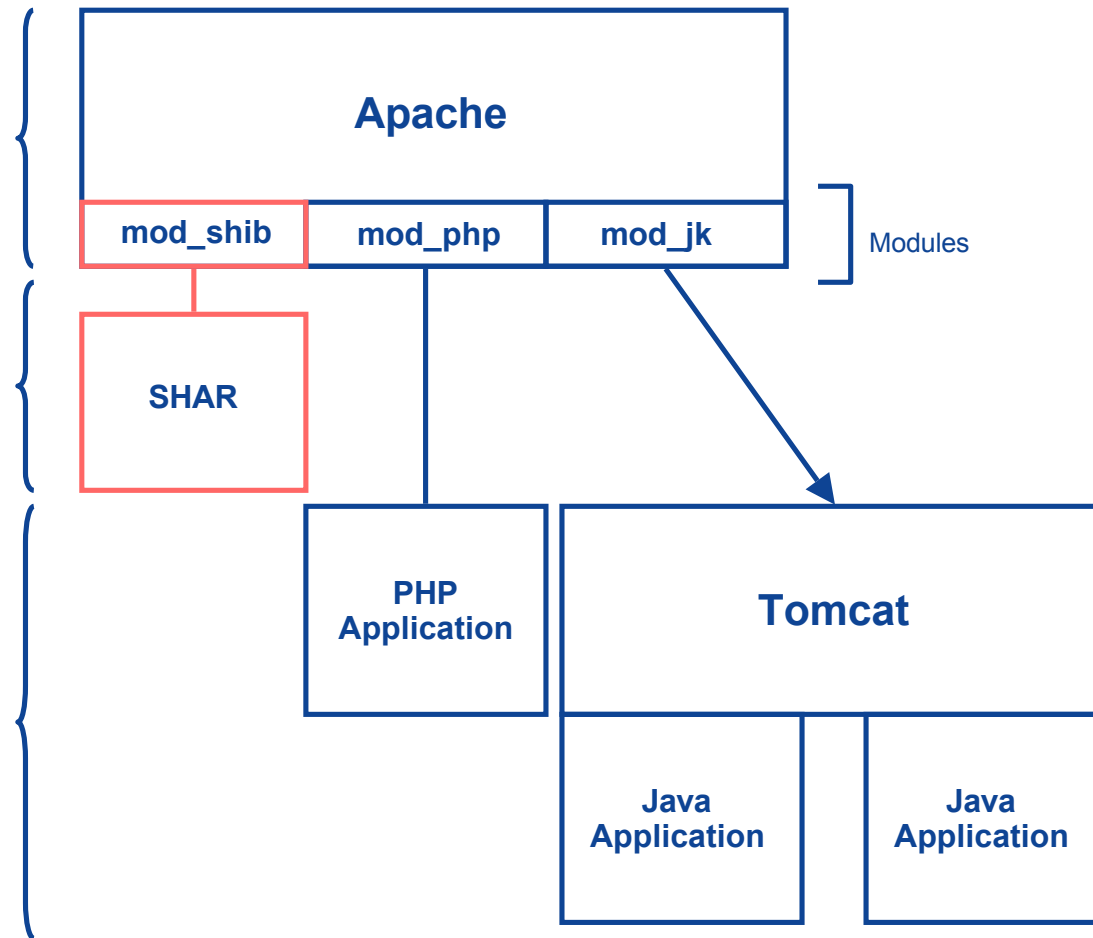 Apache
mod_shib
mod_php
mod_jk
Modules
SHAR
PHP
Application
Tomcat
Java
Application
Java
Application